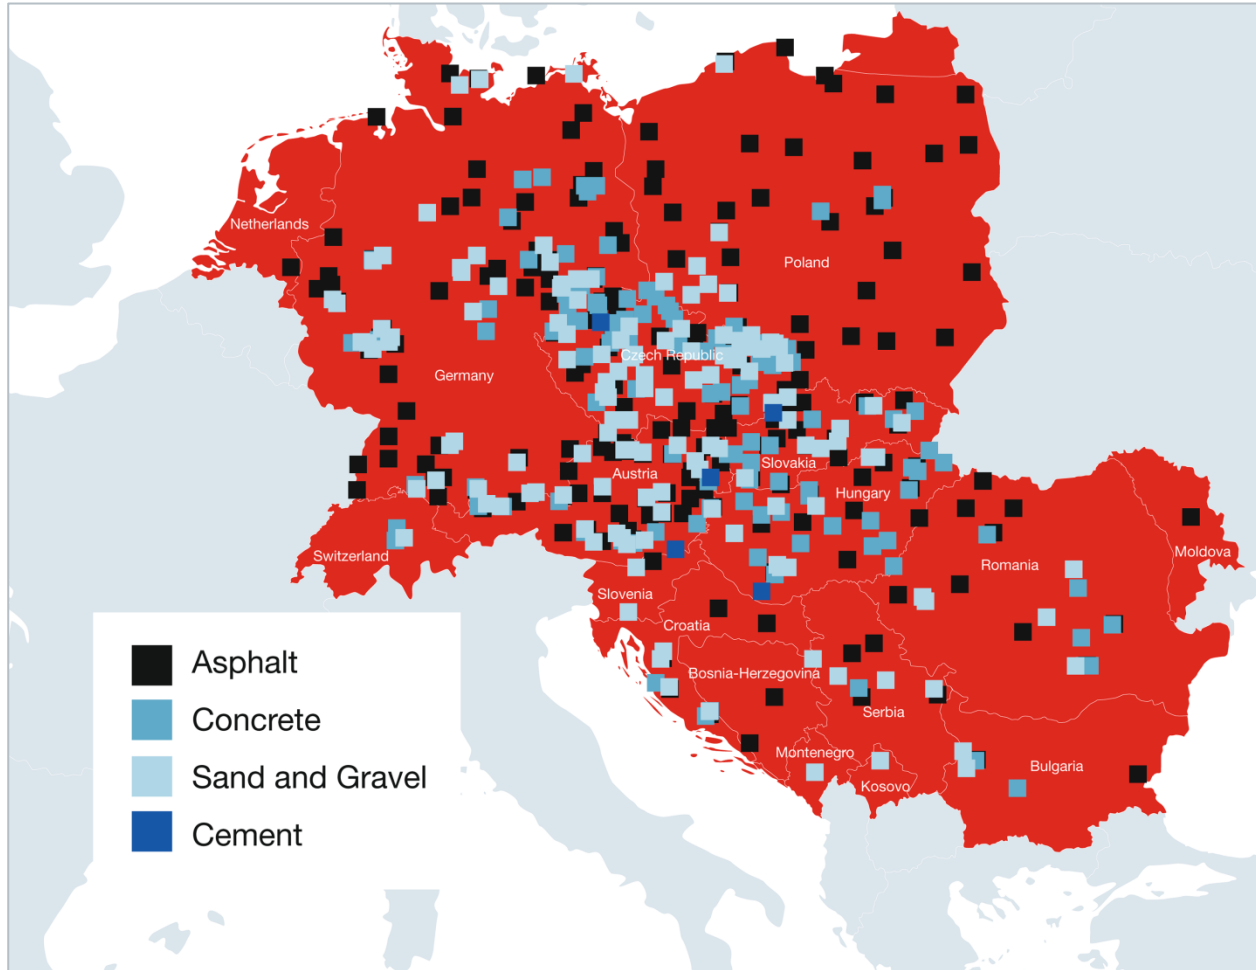 Netherlands
Poland
Czech Republic
Germany
Slovakia
Austria
Hungary
Moldova
Switzerland
Romania
Slovenia
Croatia
Bosnia-Herzegovina
Serbia
Montenegro
Bulgaria
Kosovo
Asphalt
Concrete
Sand and Gravel
Cement